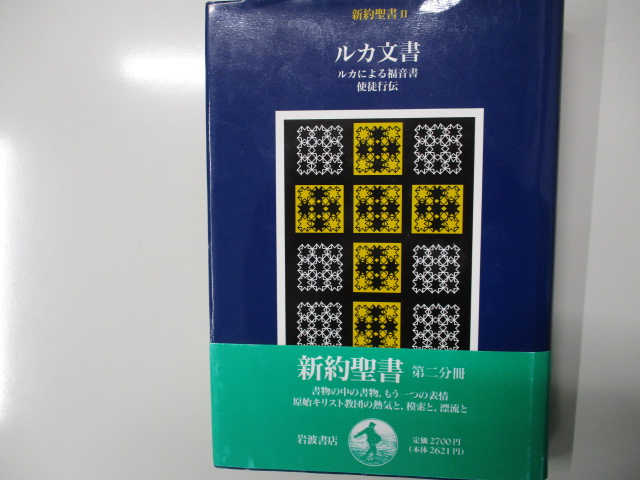 新約聖書 II
ルカ文書
ルカによる福音書
使徒行伝
新約聖書 第二分冊
書物の中の書物，もう一つの表情
原始キリスト教団の熱気と，模索と，漂流と
岩波書店
定価2700円
(本体2621円)